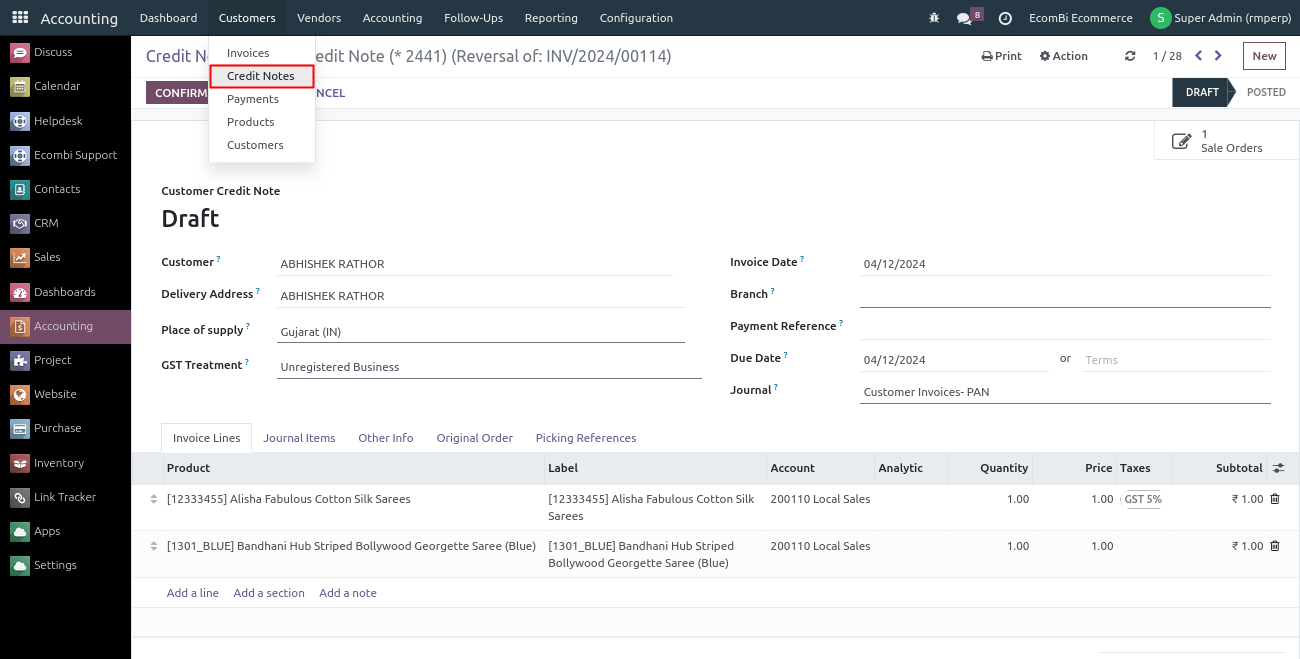 Accounting Dashboard Customers Vendors Accounting Follow-Ups Reporting Configuration 8 EcomBi Ecommerce S Super Admin (rmperp)
Discuss
Calendar
Helpdesk
Ecombi Support
Contacts
CRM
Sales
Dashboards
Accounting
Project
Website
Purchase
Inventory
Link Tracker
Apps
Settings
Invoices
Credit Notes
Payments
Products
Customers
Credit N edit Note (* 2441) (Reversal of: INV/2024/00114) Print Action 1 / 28 New
CONFIRM NCEL DRAFT POSTED
1
Sale Orders
Customer Credit Note
Draft
Customer ? ABHISHEK RATHOR
Delivery Address ? ABHISHEK RATHOR
Place of supply ? Gujarat (IN)
GST Treatment ? Unregistered Business
Invoice Date ? 04/12/2024
Branch ?
Payment Reference ?
Due Date ? 04/12/2024 or Terms
Journal ? Customer Invoices- PAN
Invoice Lines Journal Items Other Info Original Order Picking References
Product Label Account Analytic Quantity Price Taxes Subtotal
[12333455] Alisha Fabulous Cotton Silk Sarees [12333455] Alisha Fabulous Cotton Silk 200110 Local Sales 1.00 1.00 GST 5% ₹ 1.00
Sarees
[1301_BLUE] Bandhani Hub Striped Bollywood Georgette Saree (Blue) [1301_BLUE] Bandhani Hub Striped 200110 Local Sales 1.00 1.00 ₹ 1.00
Bollywood Georgette Saree (Blue)
Add a line Add a section Add a note